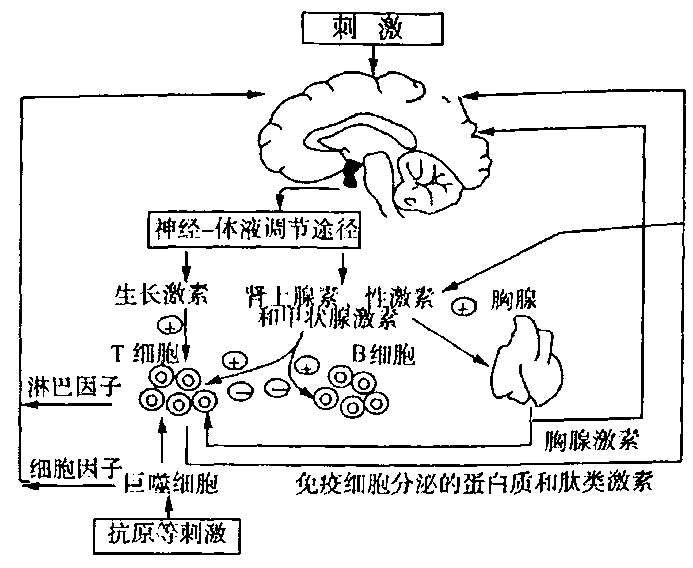 刺 激
神经-体液调节途径
生长激素
肾上腺素、性激素
和甲状腺激素
胸腺
+
T 细胞
+
+
+
B 细胞
−
−
淋巴因子
胸腺激素
细胞因子
巨噬细胞
免疫细胞分泌的蛋白质和肽类激素
抗原等刺激